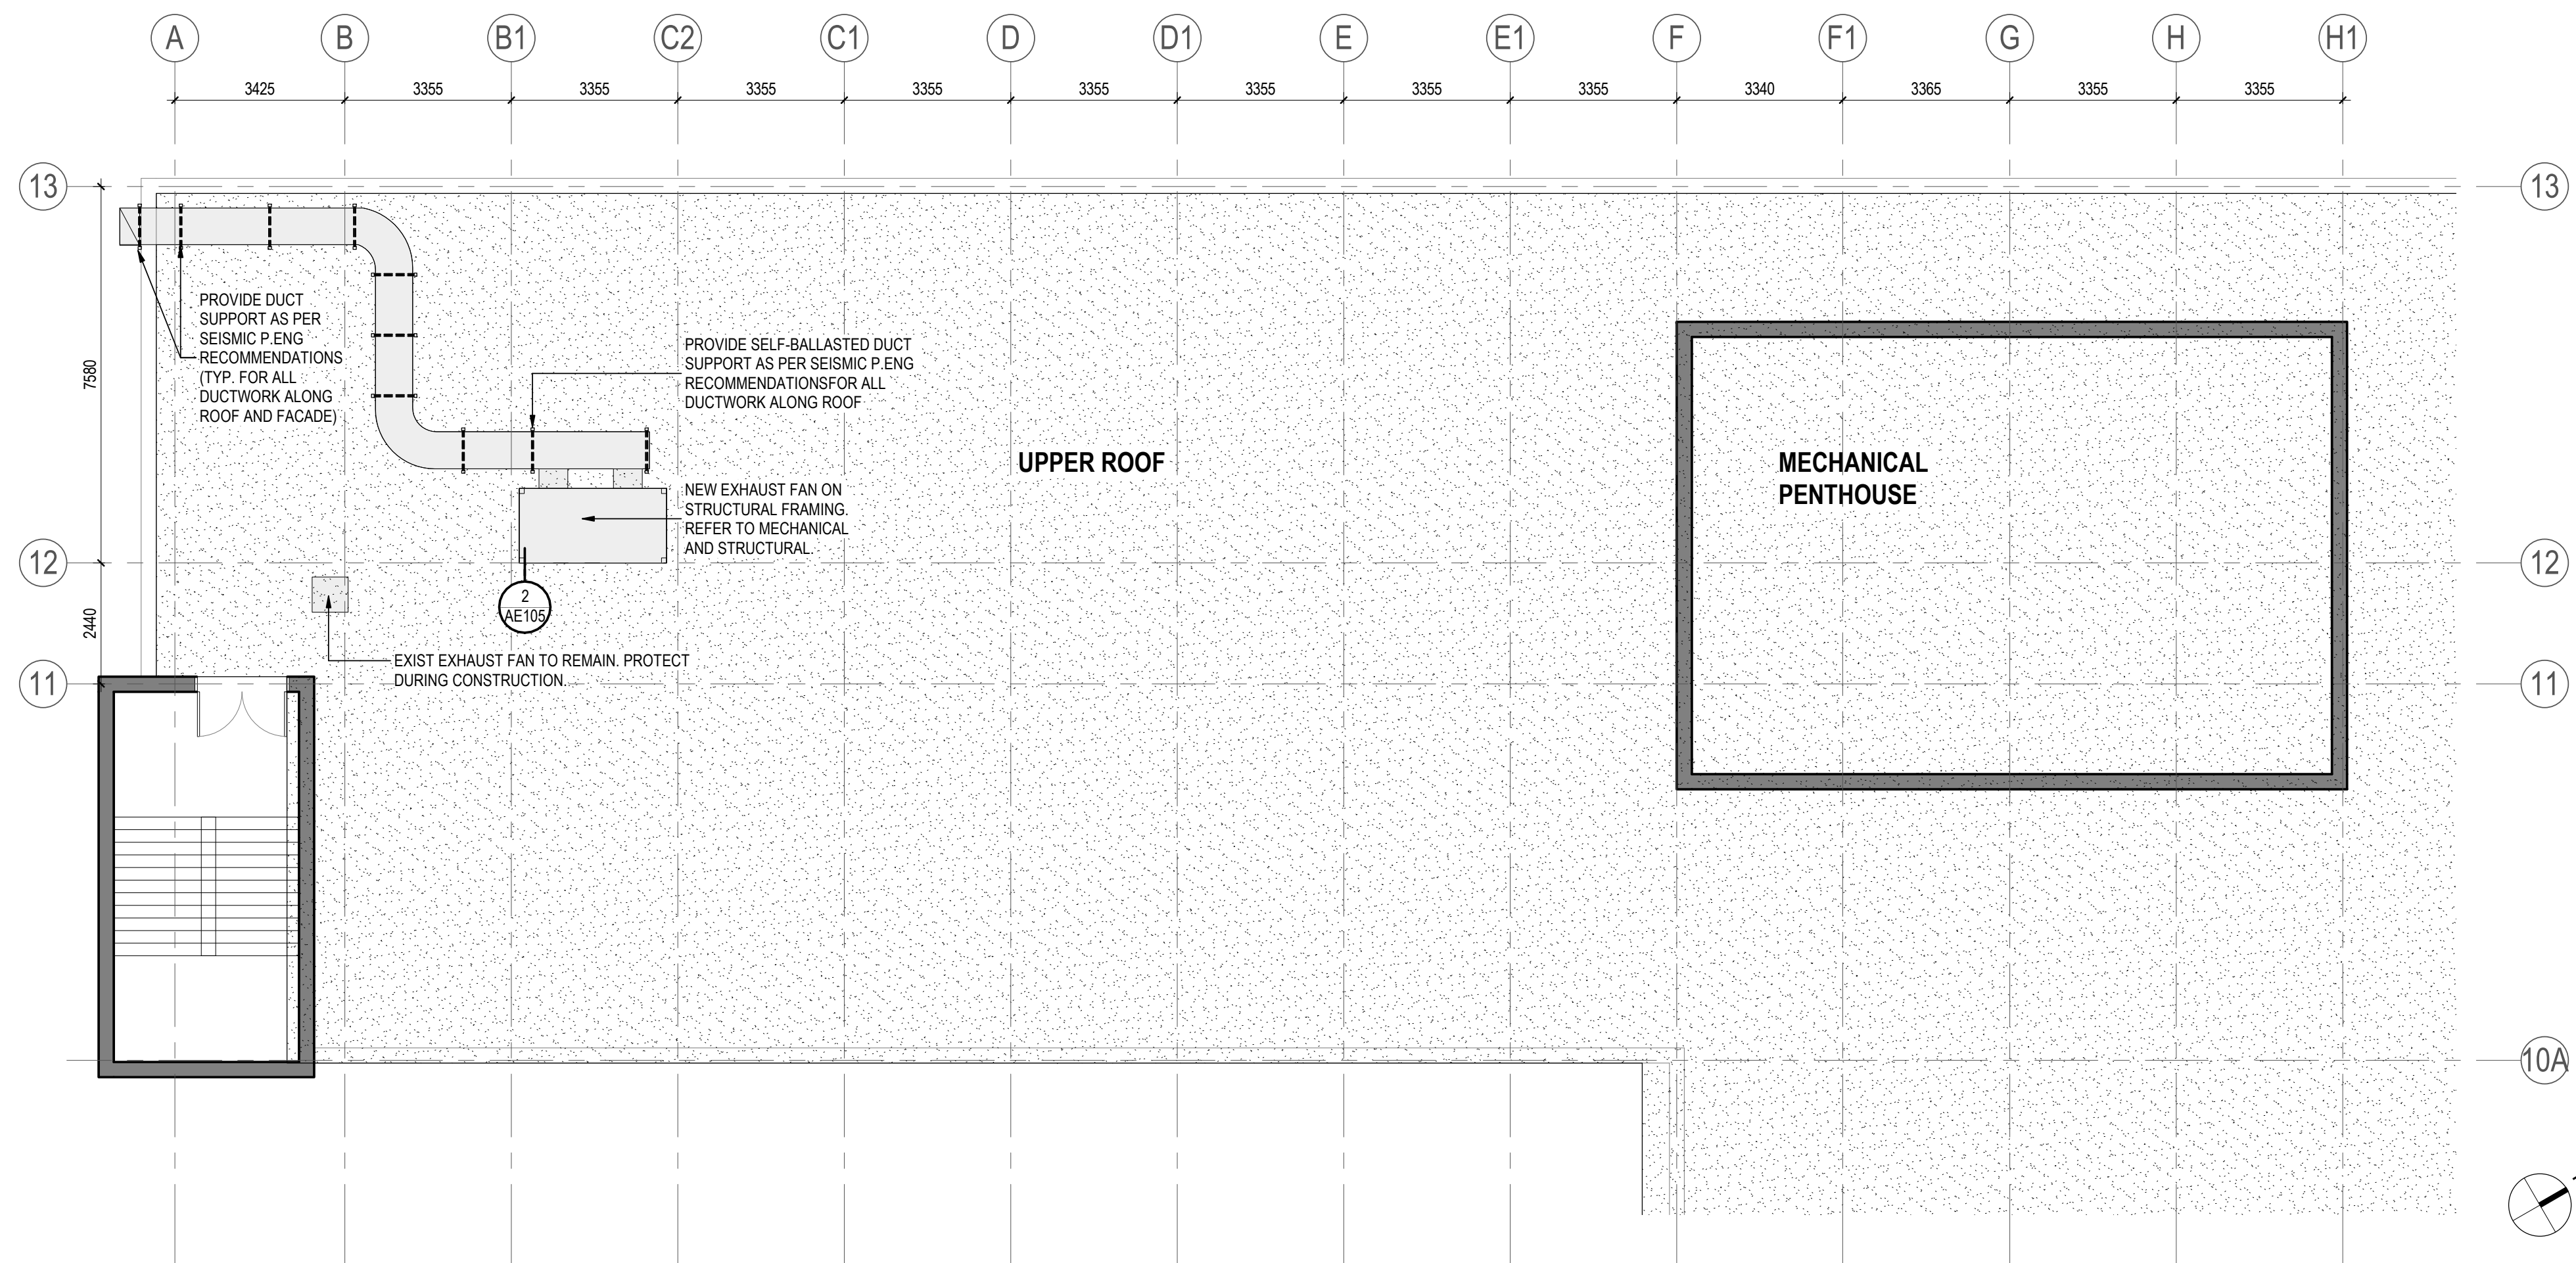 A B B1 C2 C1 D D1 E E1 F F1 G H H1
3425 3355 3355 3355 3355 3355 3355 3355 3355 3340 3365 3355 3355
13 13
PROVIDE DUCT
SUPPORT AS PER
SEISMIC P.ENG
RECOMMENDATIONS
(TYP. FOR ALL
DUCTWORK ALONG
ROOF AND FACADE)
7580
PROVIDE SELF-BALLASTED DUCT
SUPPORT AS PER SEISMIC P.ENG
RECOMMENDATIONSFOR ALL
DUCTWORK ALONG ROOF
UPPER ROOF
MECHANICAL
PENTHOUSE
NEW EXHAUST FAN ON
STRUCTURAL FRAMING.
REFER TO MECHANICAL
AND STRUCTURAL.
12 12
2
AE105
2440
EXIST EXHAUST FAN TO REMAIN. PROTECT
DURING CONSTRUCTION.
11 11
10A